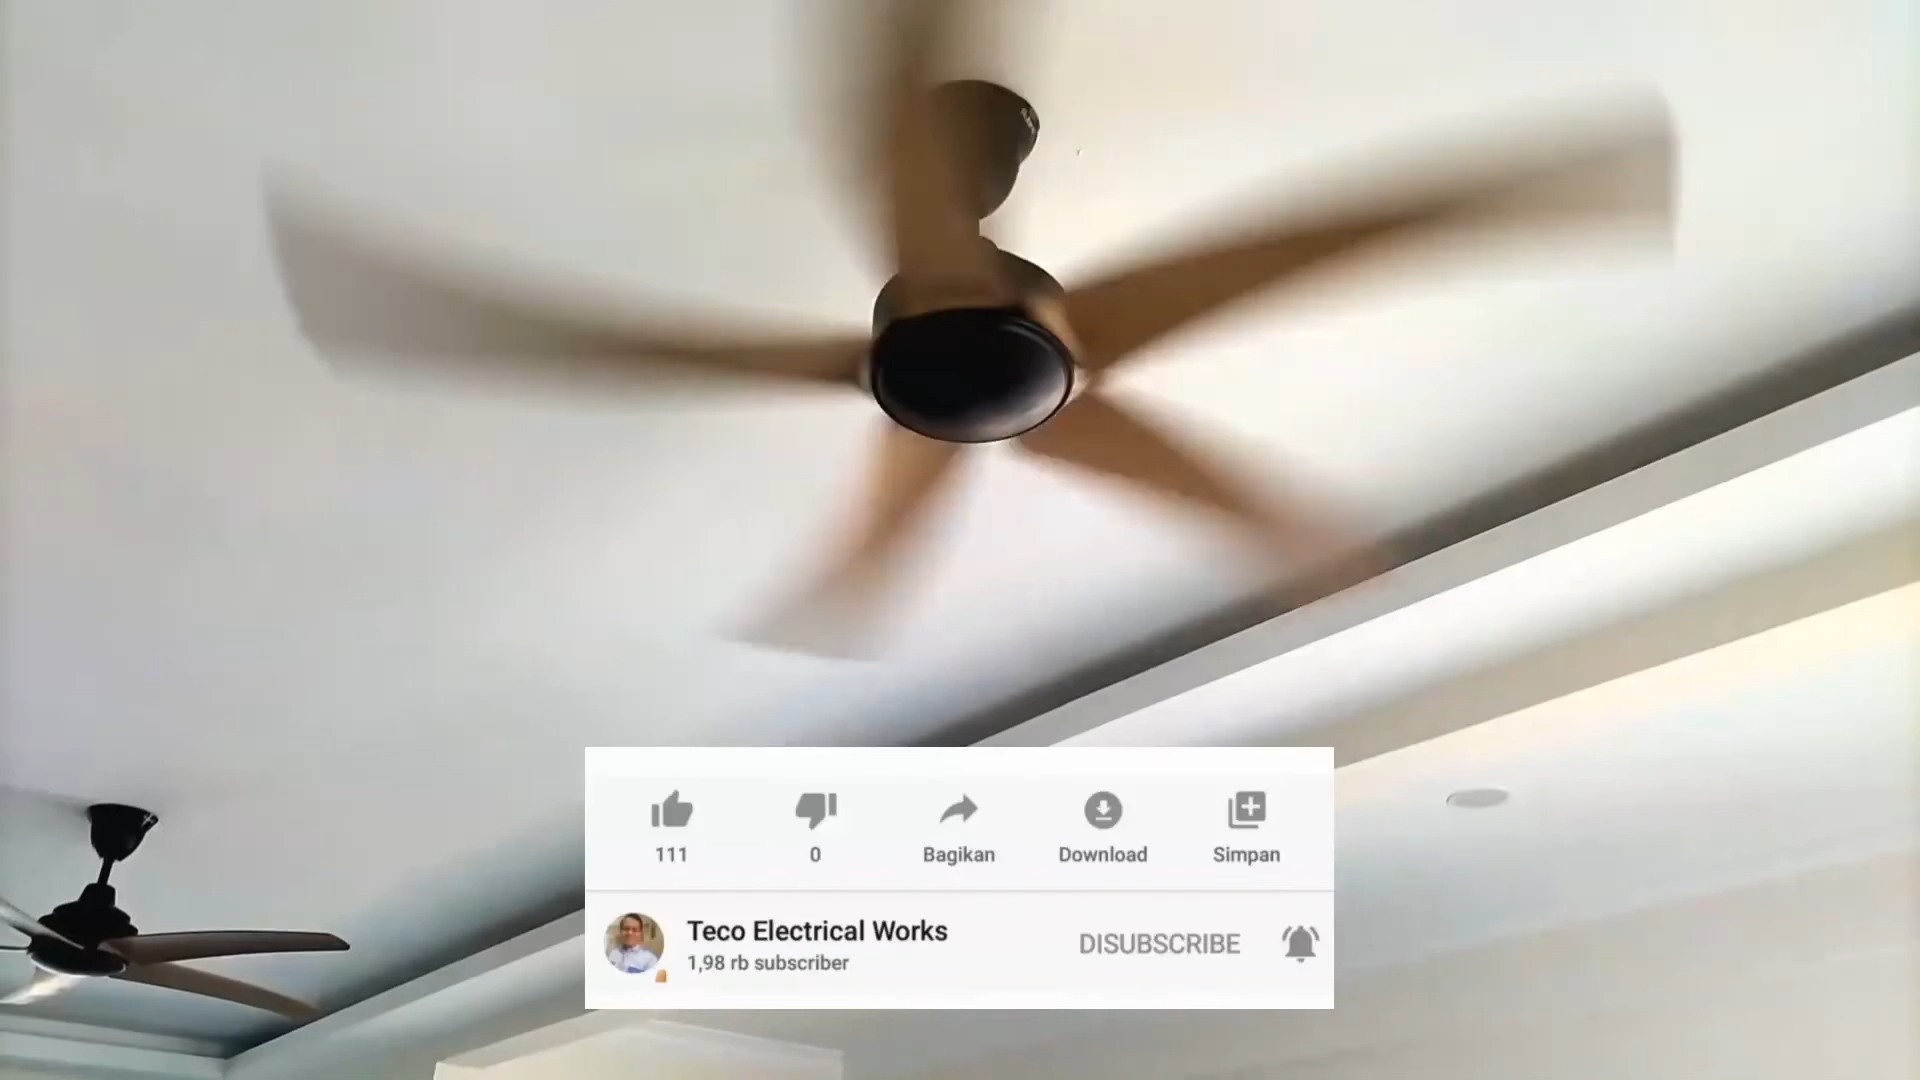 111
0
Bagikan
Download
Simpan
Teco Electrical Works
1,98 rb subscriber
DISUBSCRIBE